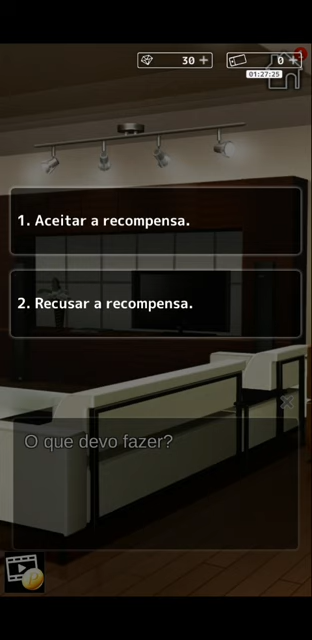 30 +
0 +
01:27:25
1. Aceitar a recompensa.
2. Recusar a recompensa.
O que devo fazer?
P